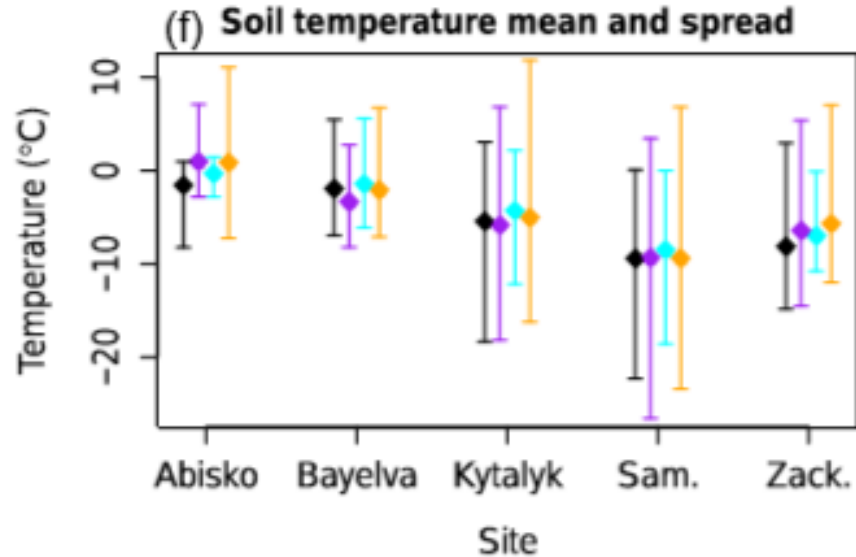 (f) Soil temperature mean and spread
Temperature (°C)
10
0
−10
−20
Abisko Bayelva Kytalyk Sam. Zack.
Site